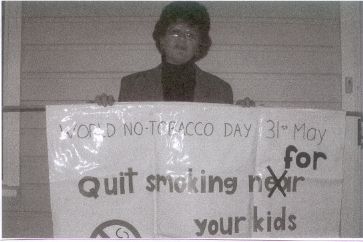 WORLD NO-TOBACCO DAY 31st May
for
Quit smoking near
your kids